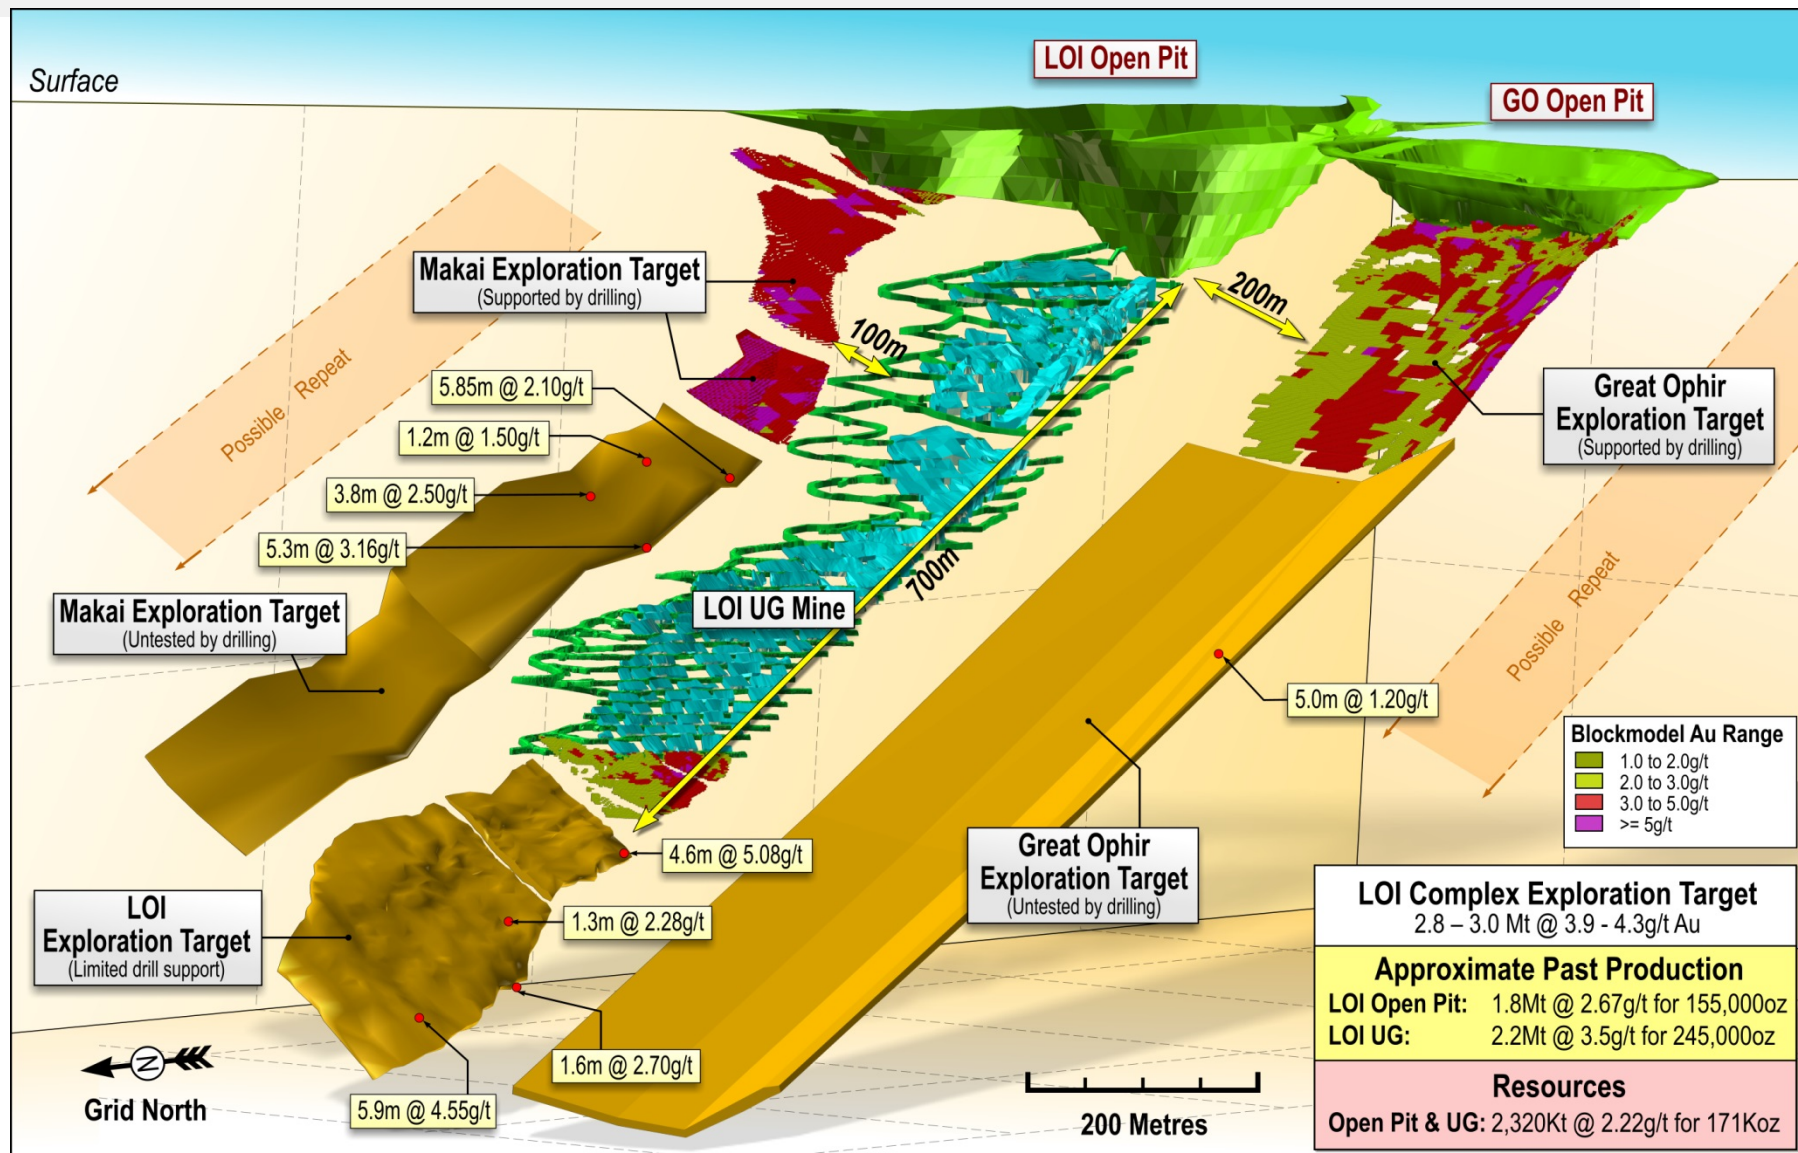 Surface
LOI Open Pit
GO Open Pit
Makai Exploration Target
(Supported by drilling)
200m
100m
Possible Repeat
5.85m @ 2.10g/t
1.2m @ 1.50g/t
3.8m @ 2.50g/t
5.3m @ 3.16g/t
Great Ophir
Exploration Target
(Supported by drilling)
Makai Exploration Target
(Untested by drilling)
LOI UG Mine
700m
Possible Repeat
5.0m @ 1.20g/t
Blockmodel Au Range
1.0 to 2.0g/t
2.0 to 3.0g/t
3.0 to 5.0g/t
>= 5g/t
4.6m @ 5.08g/t
Great Ophir
Exploration Target
(Untested by drilling)
LOI
Exploration Target
(Limited drill support)
1.3m @ 2.28g/t
1.6m @ 2.70g/t
5.9m @ 4.55g/t
N
Grid North
200 Metres
LOI Complex Exploration Target
2.8 – 3.0 Mt @ 3.9 - 4.3g/t Au
Approximate Past Production
LOI Open Pit: 1.8Mt @ 2.67g/t for 155,000oz
LOI UG: 2.2Mt @ 3.5g/t for 245,000oz
Resources
Open Pit & UG: 2,320Kt @ 2.22g/t for 171Koz